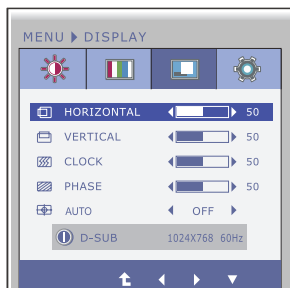 MENU ▶ DISPLAY
HORIZONTAL 50
VERTICAL 50
CLOCK 50
PHASE 50
AUTO OFF
D-SUB 1024X768 60Hz